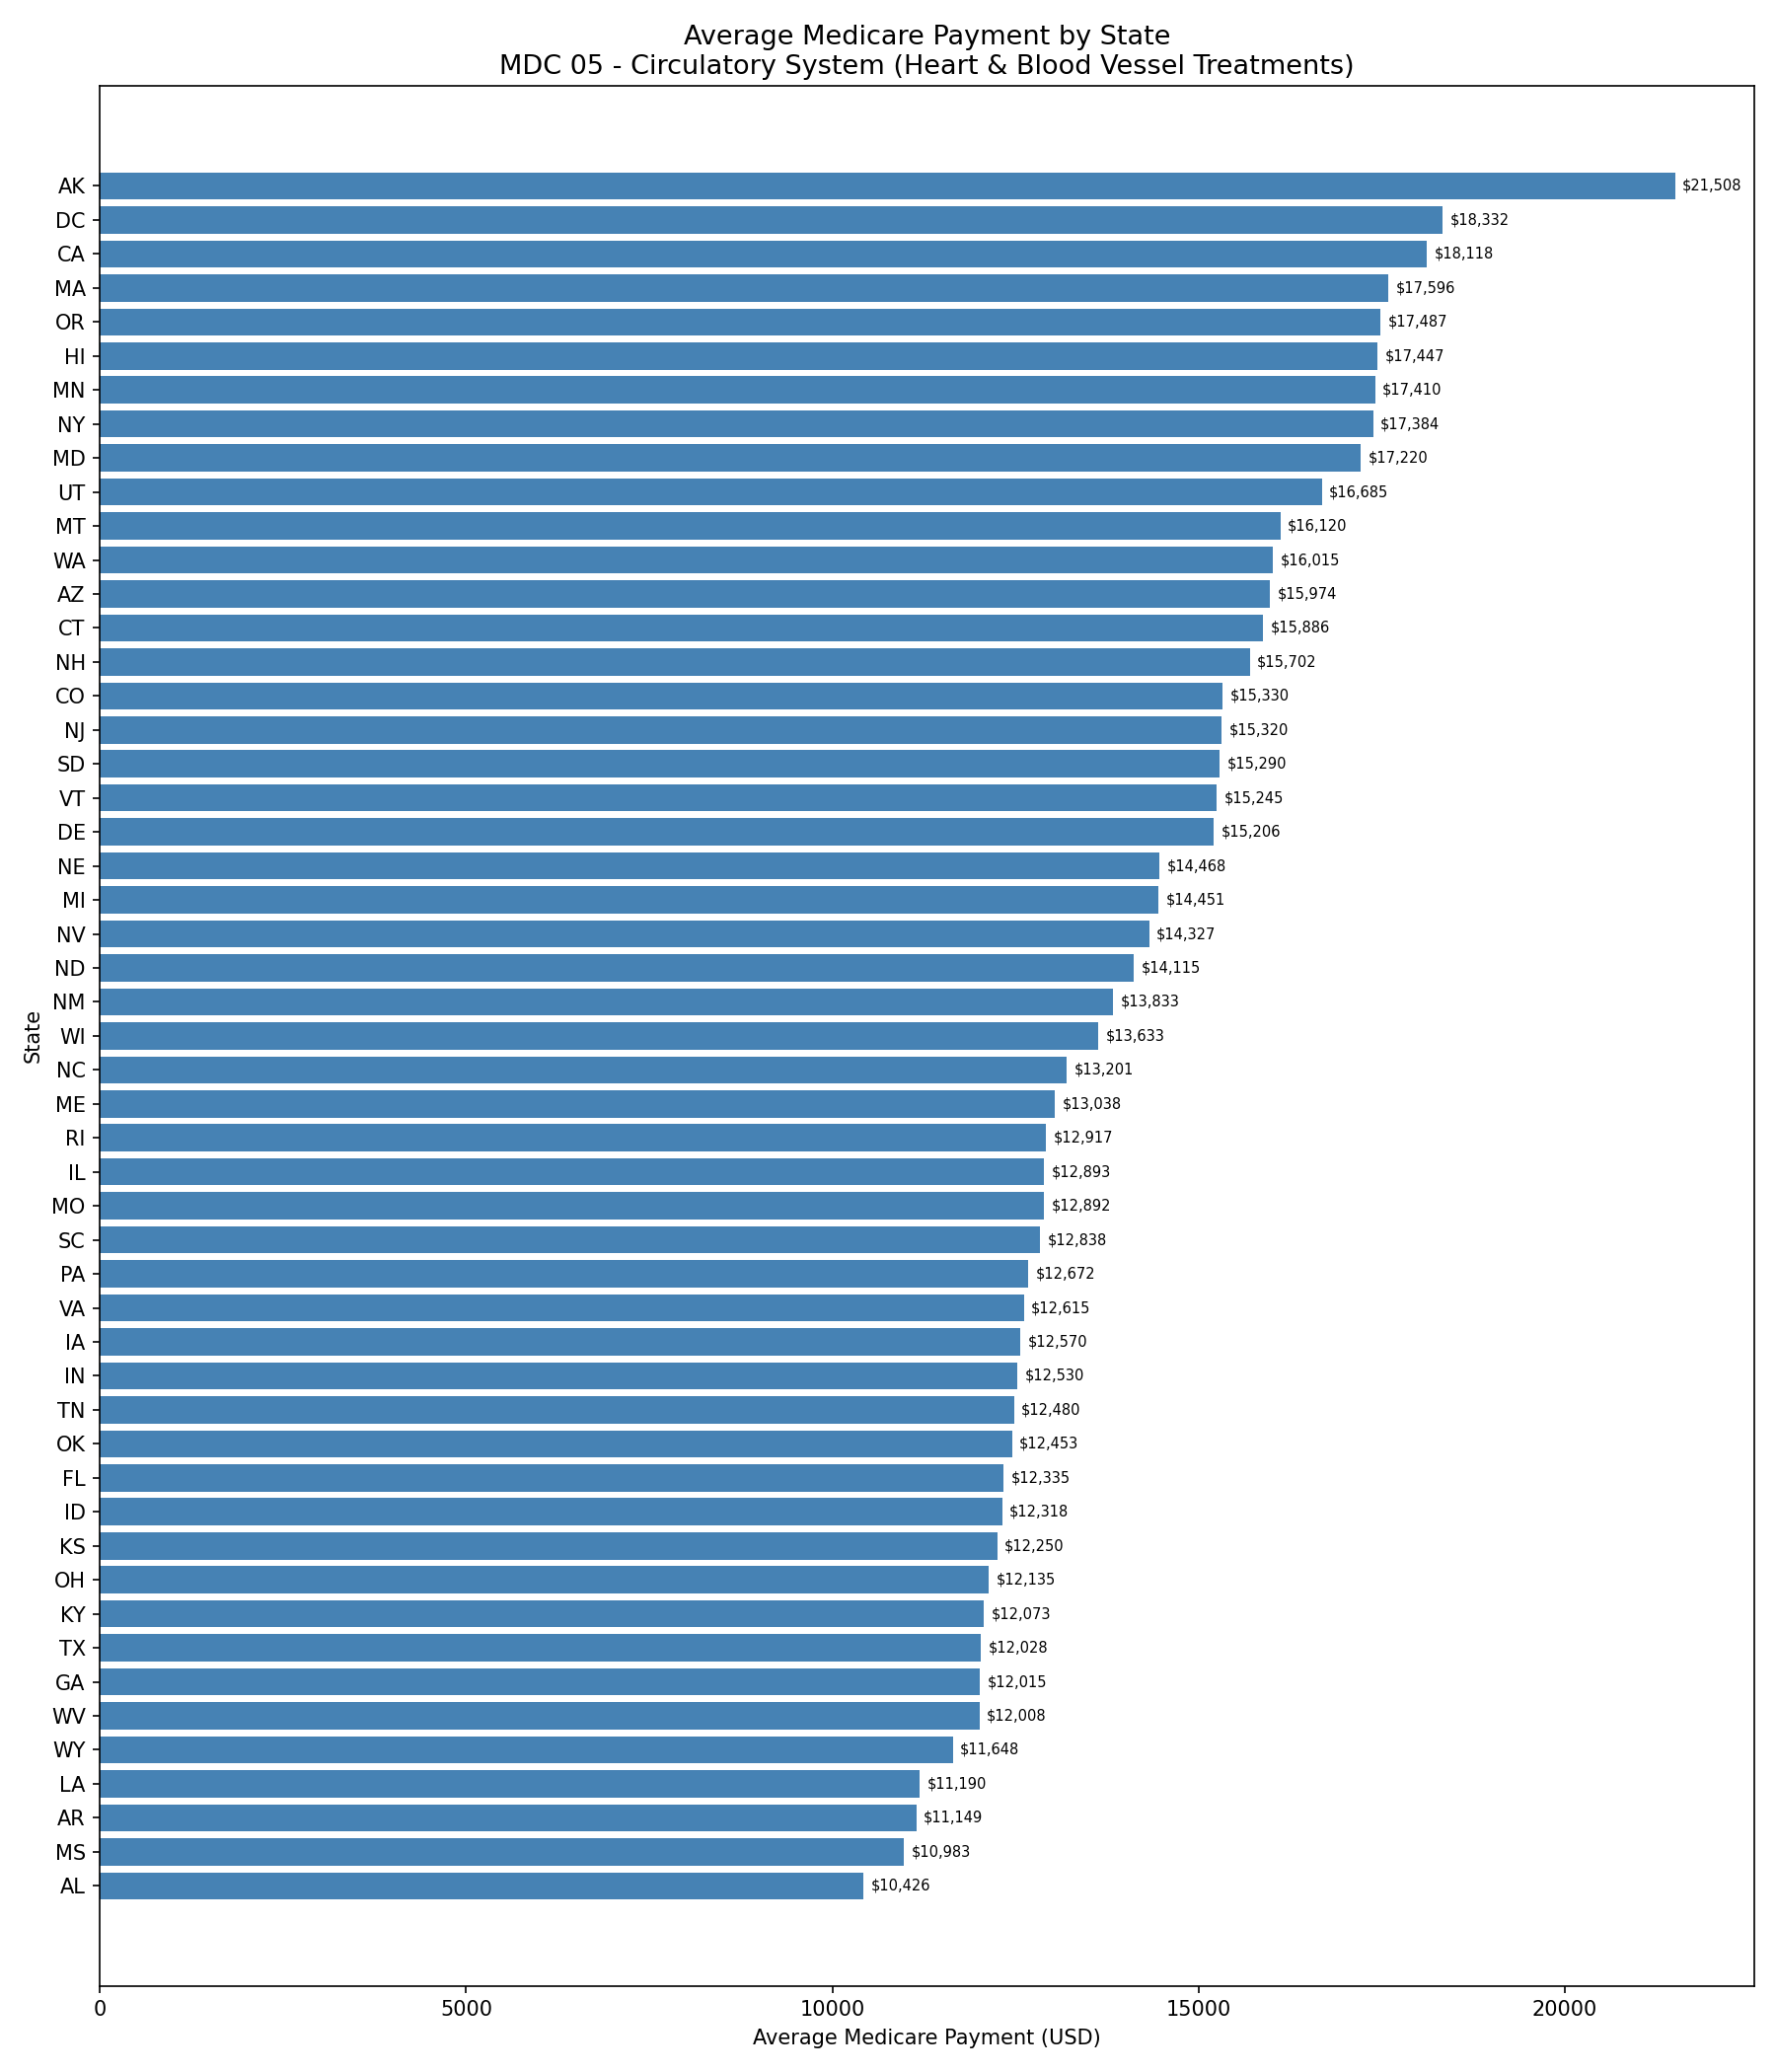 Average Medicare Payment by State
MDC 05 - Circulatory System (Heart & Blood Vessel Treatments)
AK $21,508
DC $18,332
CA $18,118
MA $17,596
OR $17,487
HI $17,447
MN $17,410
NY $17,384
MD $17,220
UT $16,685
MT $16,120
WA $16,015
AZ $15,974
CT $15,886
NH $15,702
CO $15,330
NJ $15,320
SD $15,290
VT $15,245
DE $15,206
NE $14,468
MI $14,451
NV $14,327
ND $14,115
NM $13,833
WI $13,633
NC $13,201
ME $13,038
RI $12,917
IL $12,893
MO $12,892
SC $12,838
PA $12,672
VA $12,615
IA $12,570
IN $12,530
TN $12,480
OK $12,453
FL $12,335
ID $12,318
KS $12,250
OH $12,135
KY $12,073
TX $12,028
GA $12,015
WV $12,008
WY $11,648
LA $11,190
AR $11,149
MS $10,983
AL $10,426
State
0 5000 10000 15000 20000
Average Medicare Payment (USD)